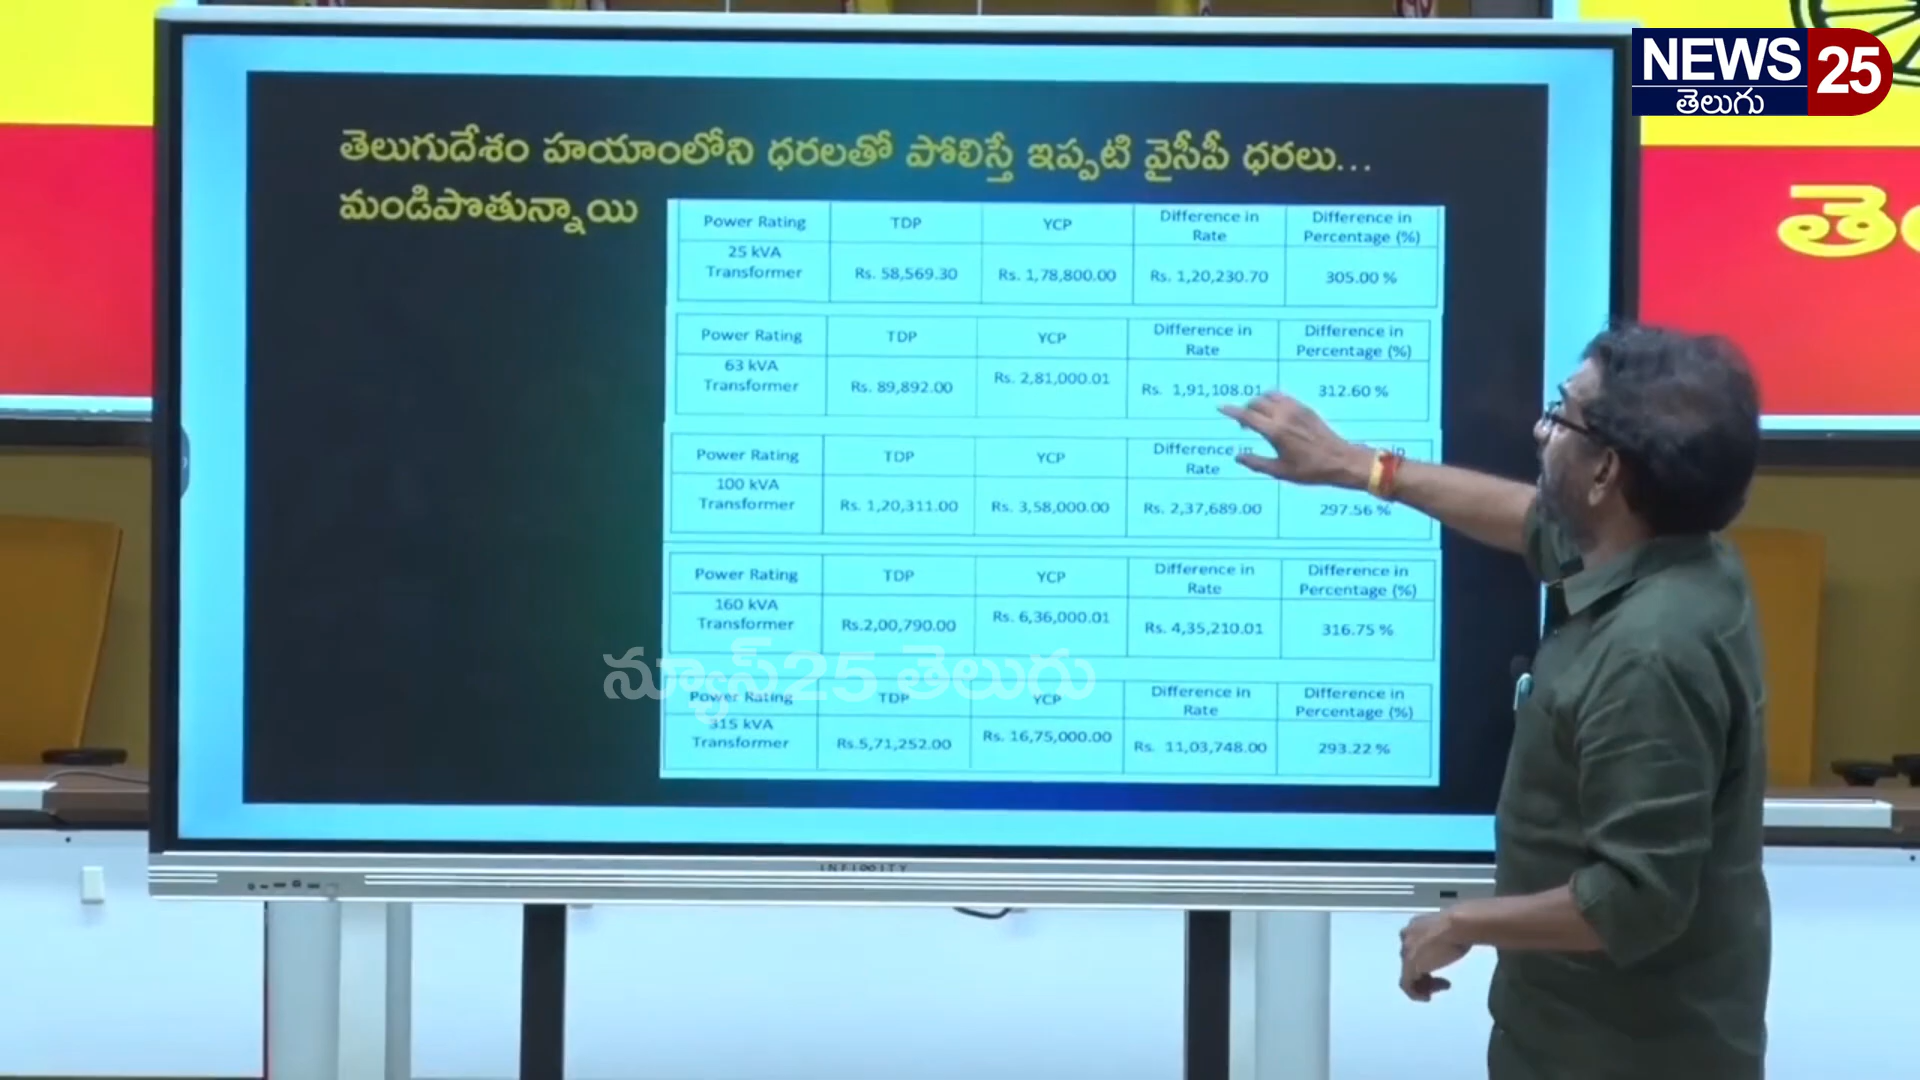 NEWS 25
తెలుగు
తెలుగుదేశం హయాంలోని ధరలతో పోలిస్తే ఇప్పటి వైసీపీ ధరలు...
మండిపొతున్నాయి
Power Rating TDP YCP Difference in Rate Difference in Percentage (%)
25 kVA Transformer Rs. 58,569.30 Rs. 1,78,800.00 Rs. 1,20,230.70 305.00 %
Power Rating TDP YCP Difference in Rate Difference in Percentage (%)
63 kVA Transformer Rs. 89,892.00 Rs. 2,81,000.01 Rs. 1,91,108.01 312.60 %
Power Rating TDP YCP Difference in Rate in
100 kVA Transformer Rs. 1,20,311.00 Rs. 3,58,000.00 Rs. 2,37,689.00 297.56 %
Power Rating TDP YCP Difference in Rate Difference in Percentage (%)
160 kVA Transformer Rs.2,00,790.00 Rs. 6,36,000.01 Rs. 4,35,210.01 316.75 %
న్యూస్25 తెలుగు
Power Rating TDP YCP Difference in Rate Difference in Percentage (%)
315 kVA Transformer Rs.5,71,252.00 Rs. 16,75,000.00 Rs. 11,03,748.00 293.22 %
INFIOOITY